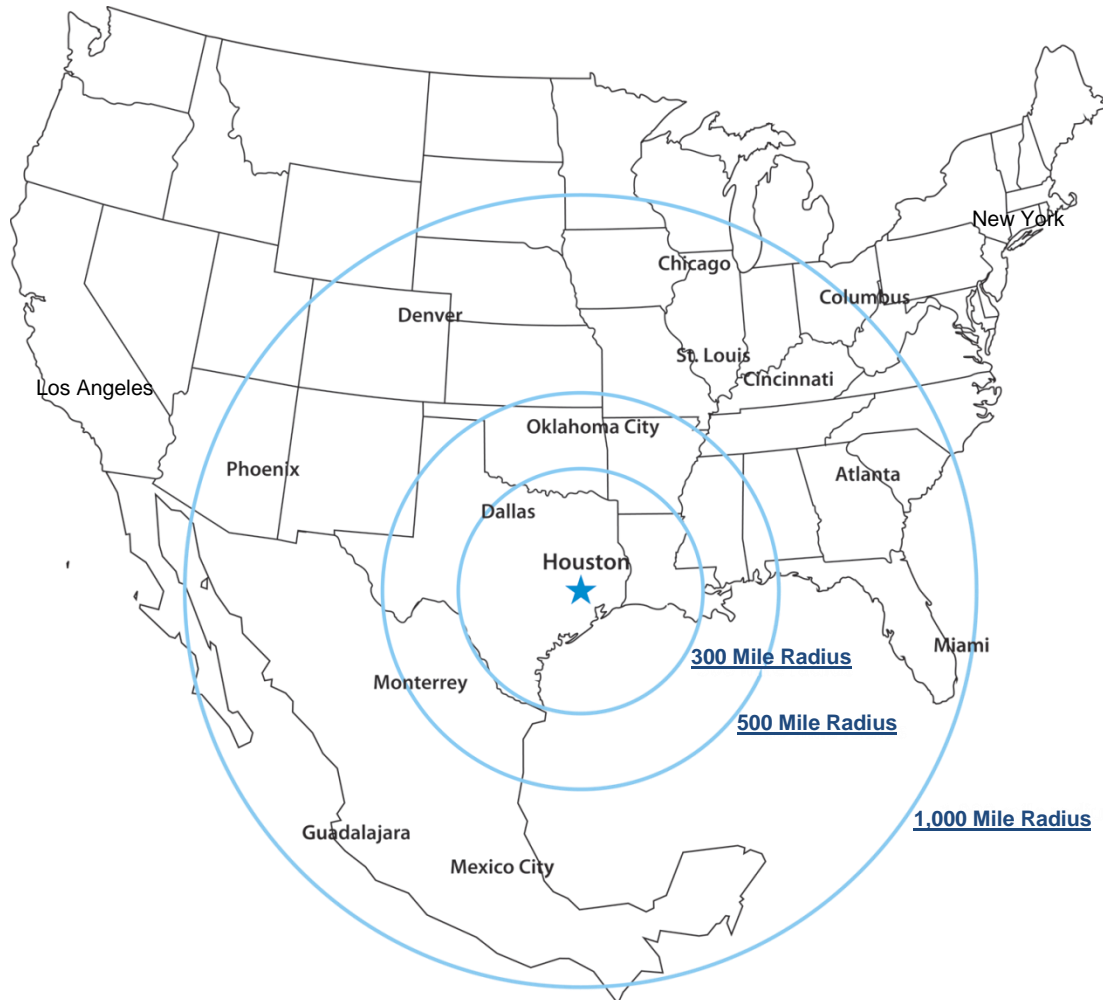 New York
Chicago
Columbus
Denver
St. Louis
Cincinnati
Los Angeles
Oklahoma City
Phoenix
Atlanta
Dallas
Houston
Miami
300 Mile Radius
Monterrey
500 Mile Radius
1,000 Mile Radius
Guadalajara
Mexico City